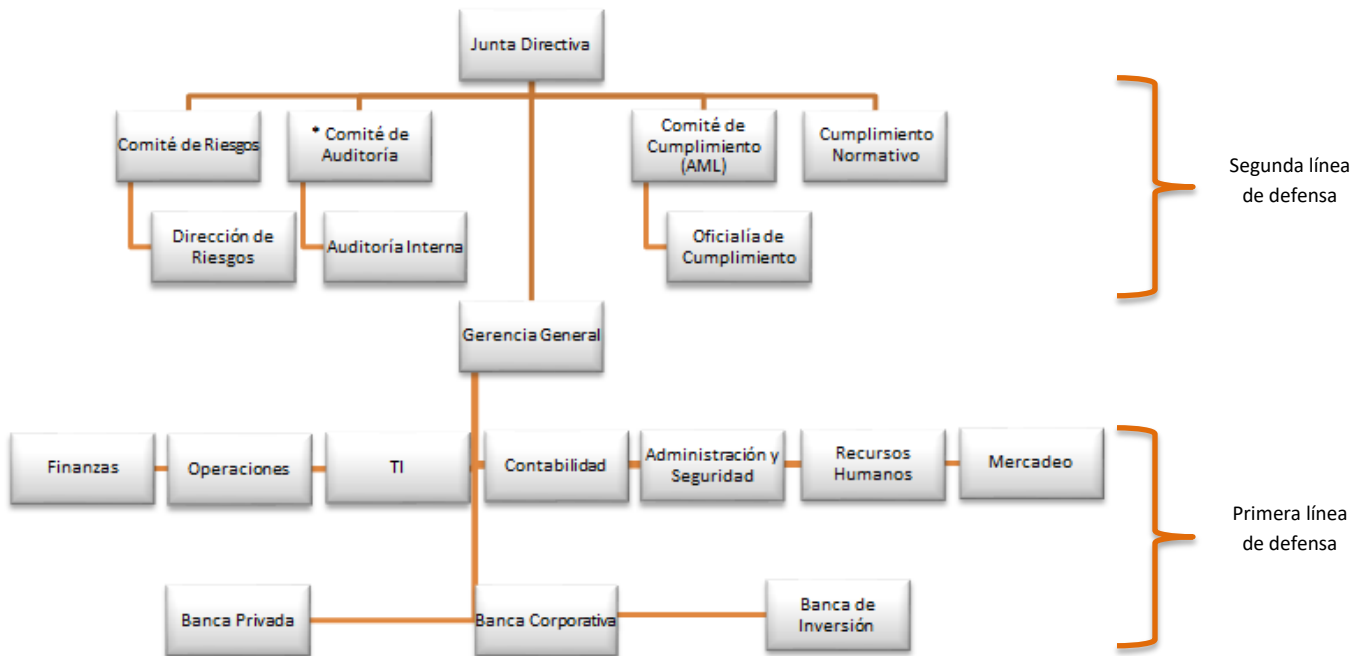 Junta Directiva
Comité de Riesgos
* Comité de
Auditoría
Comité de
Cumplimiento
(AML)
Cumplimiento
Normativo
Segunda línea
de defensa
Dirección de
Riesgos
Auditoría Interna
Oficialía de
Cumplimiento
Gerencia General
Finanzas
Operaciones
TI
Contabilidad
Administración y
Seguridad
Recursos
Humanos
Mercadeo
Primera línea
de defensa
Banca Privada
Banca Corporativa
Banca de
Inversión